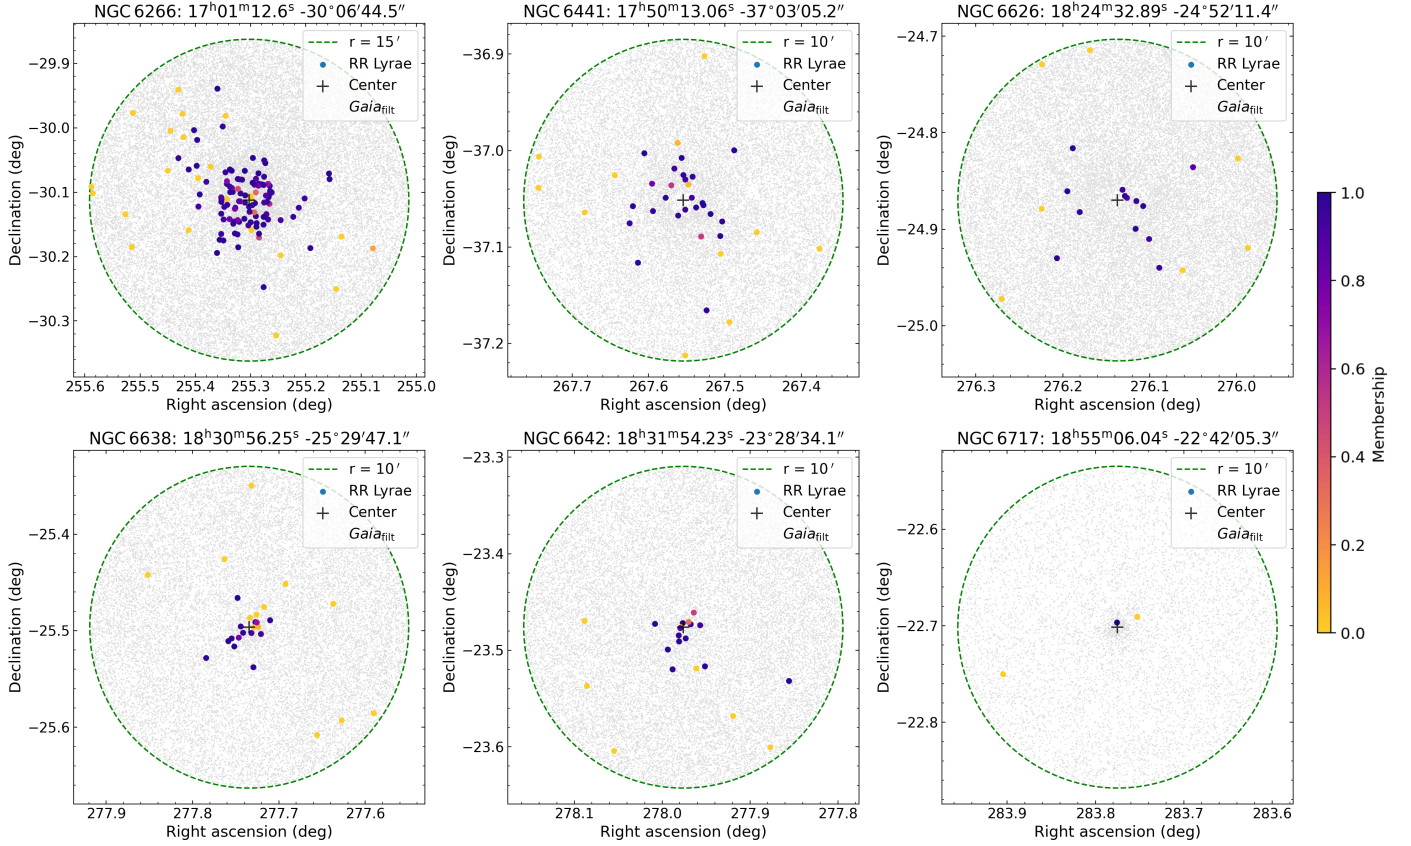 NGC 6266: 17ʰ01ᵐ12.6ˢ -30°06′44.5″
r = 15 ′
RR Lyrae
Center
Gaia_filt
−29.9
−30.0
−30.1
−30.2
−30.3
Declination (deg)
255.6 255.5 255.4 255.3 255.2 255.1 255.0
Right ascension (deg)
NGC 6441: 17ʰ50ᵐ13.06ˢ -37°03′05.2″
r = 10 ′
RR Lyrae
Center
Gaia_filt
−36.9
−37.0
−37.1
−37.2
Declination (deg)
267.7 267.6 267.5 267.4
Right ascension (deg)
NGC 6626: 18ʰ24ᵐ32.89ˢ -24°52′11.4″
r = 10 ′
RR Lyrae
Center
Gaia_filt
−24.7
−24.8
−24.9
−25.0
Declination (deg)
276.3 276.2 276.1 276.0
Right ascension (deg)
NGC 6638: 18ʰ30ᵐ56.25ˢ -25°29′47.1″
r = 10 ′
RR Lyrae
Center
Gaia_filt
−25.4
−25.5
−25.6
Declination (deg)
277.9 277.8 277.7 277.6
Right ascension (deg)
NGC 6642: 18ʰ31ᵐ54.23ˢ -23°28′34.1″
r = 10 ′
RR Lyrae
Center
Gaia_filt
−23.3
−23.4
−23.5
−23.6
Declination (deg)
278.1 278.0 277.9 277.8
Right ascension (deg)
NGC 6717: 18ʰ55ᵐ06.04ˢ -22°42′05.3″
r = 10 ′
RR Lyrae
Center
Gaia_filt
−22.6
−22.7
−22.8
Declination (deg)
283.9 283.8 283.7 283.6
Right ascension (deg)
1.0
0.8
0.6
0.4
0.2
0.0
Membership